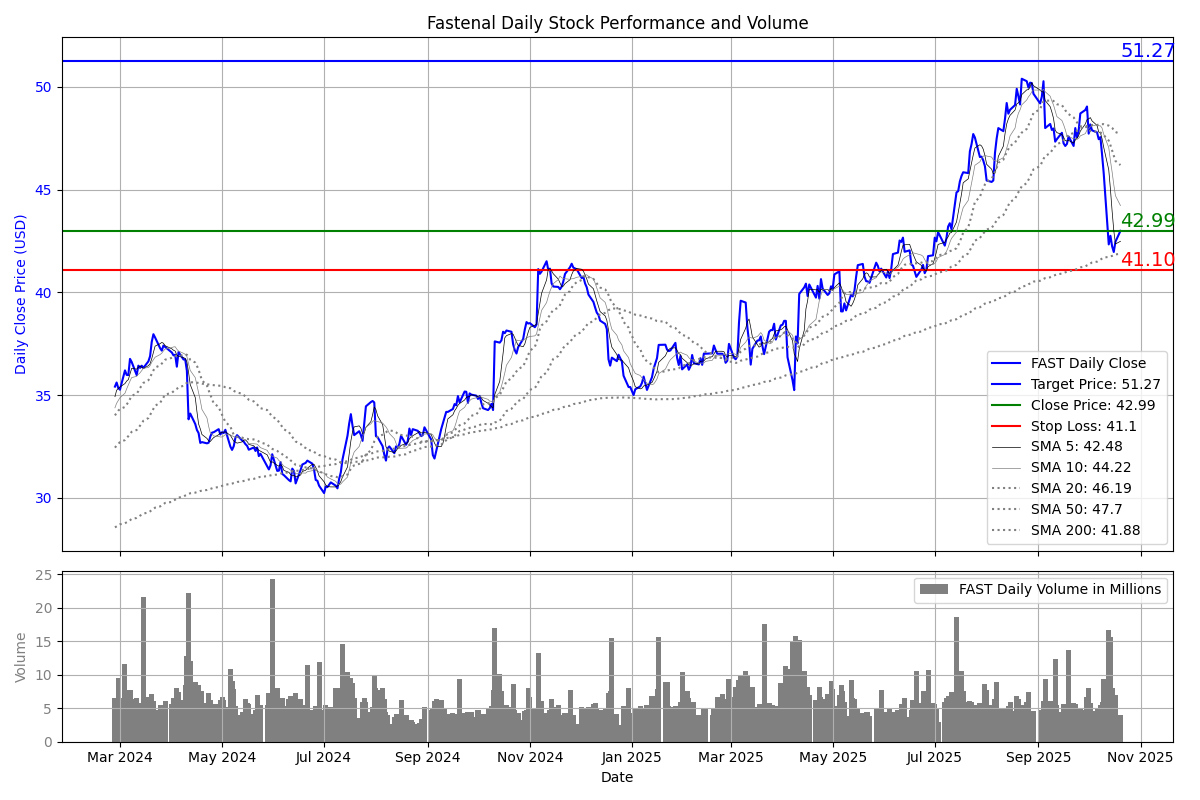 Fastenal Daily Stock Performance and Volume
51.27
50
45
42.99
41.10
40
35
30
Daily Close Price (USD)
FAST Daily Close
Target Price: 51.27
Close Price: 42.99
Stop Loss: 41.1
SMA 5: 42.48
SMA 10: 44.22
SMA 20: 46.19
SMA 50: 47.7
SMA 200: 41.88
25
20
15
10
5
0
Volume
FAST Daily Volume in Millions
Mar 2024 May 2024 Jul 2024 Sep 2024 Nov 2024 Jan 2025 Mar 2025 May 2025 Jul 2025 Sep 2025 Nov 2025
Date